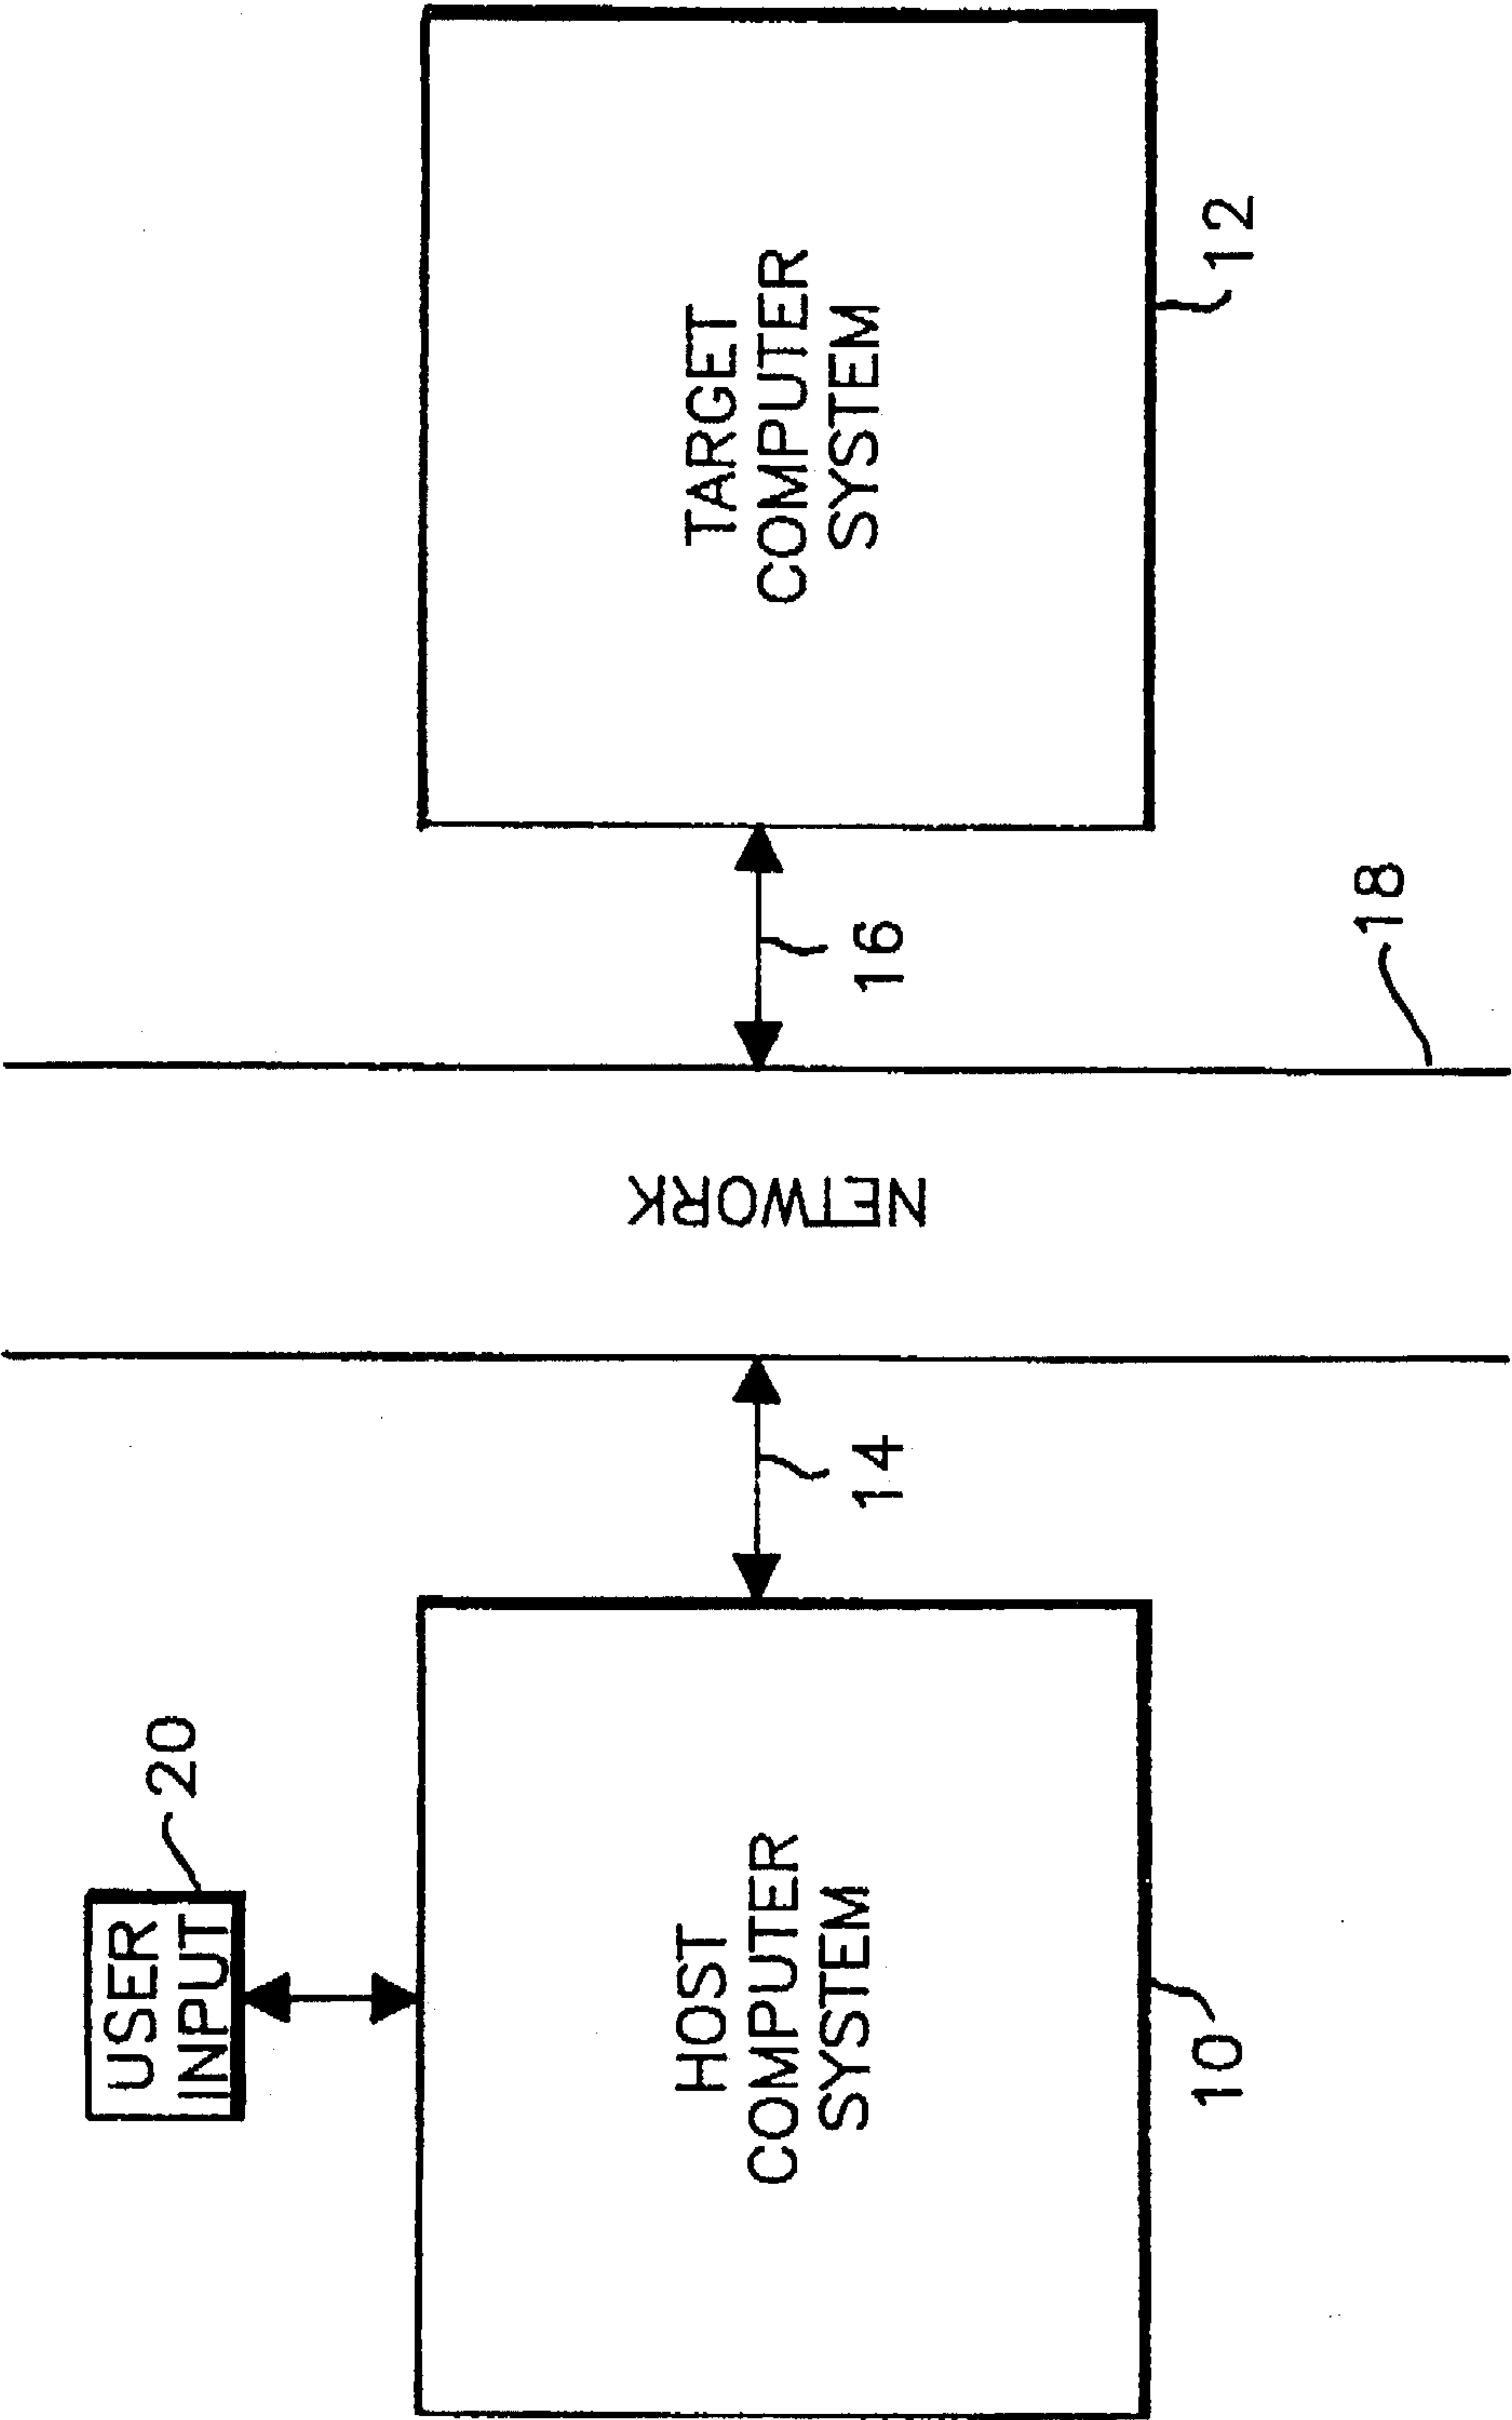 USER
INPUT
20
HOST
COMPUTER
SYSTEM
10
14
NETWORK
16
18
TARGET
COMPUTER
SYSTEM
12